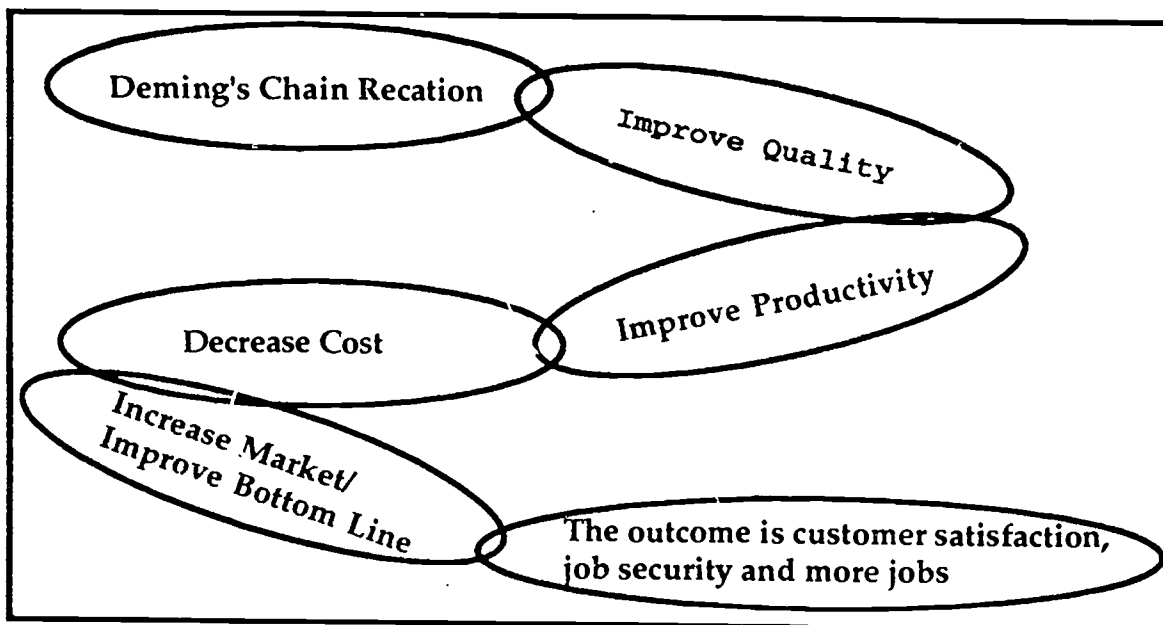 Deming's Chain Recation
Improve Quality
Improve Productivity
Decrease Cost
Increase Market/
Improve Bottom Line
The outcome is customer satisfaction,
job security and more jobs